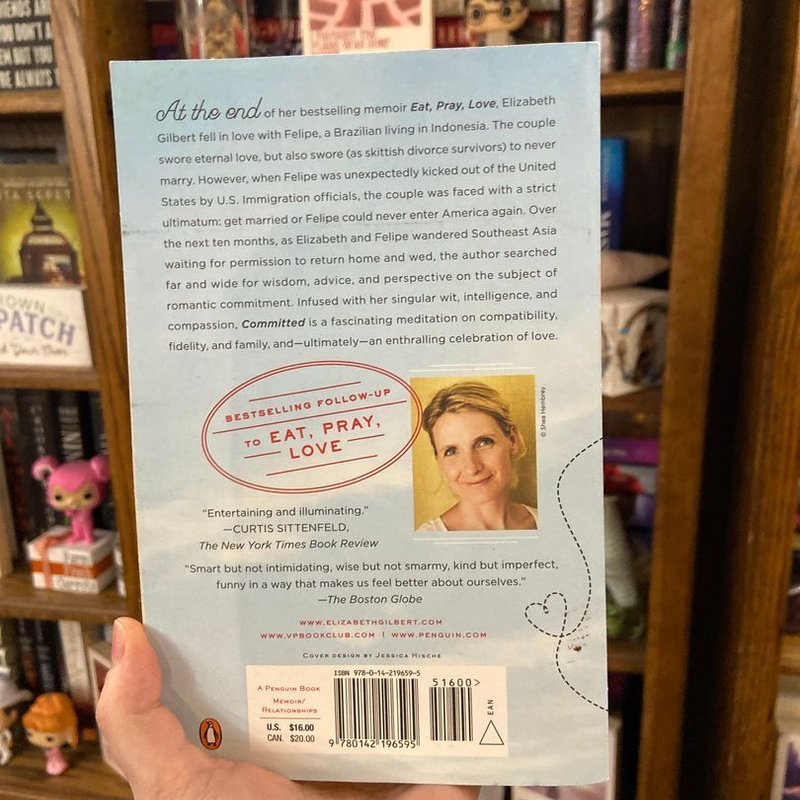 At the end of her bestselling memoir Eat, Pray, Love, Elizabeth
Gilbert fell in love with Felipe, a Brazilian living in Indonesia. The couple
swore eternal love, but also swore (as skittish divorce survivors) to never
marry. However, when Felipe was unexpectedly kicked out of the United
States by U.S. Immigration officials, the couple was faced with a strict
ultimatum: get married or Felipe could never enter America again. Over
the next ten months, as Elizabeth and Felipe wandered Southeast Asia
waiting for permission to return home and wed, the author searched
far and wide for wisdom, advice, and perspective on the subject of
romantic commitment. Infused with her singular wit, intelligence, and
compassion, Committed is a fascinating meditation on compatibility,
fidelity, and family, and—ultimately—an enthralling celebration of love.
BESTSELLING FOLLOW-UP
TO EAT, PRAY,
LOVE
© Shea Hembrey
"Entertaining and illuminating."
—CURTIS SITTENFELD,
The New York Times Book Review
"Smart but not intimidating, wise but not smarmy, kind but imperfect,
funny in a way that makes us feel better about ourselves."
—The Boston Globe
WWW.ELIZABETHGILBERT.COM
WWW.VPBOOKCLUB.COM | WWW.PENGUIN.COM
COVER DESIGN BY JESSICA HISCHE
A PENGUIN BOOK
MEMOIR/
RELATIONSHIPS
U.S. $16.00
CAN. $20.00
ISBN 978-0-14-219659-5
51600>
9 780142 196595
EAN
PATCH